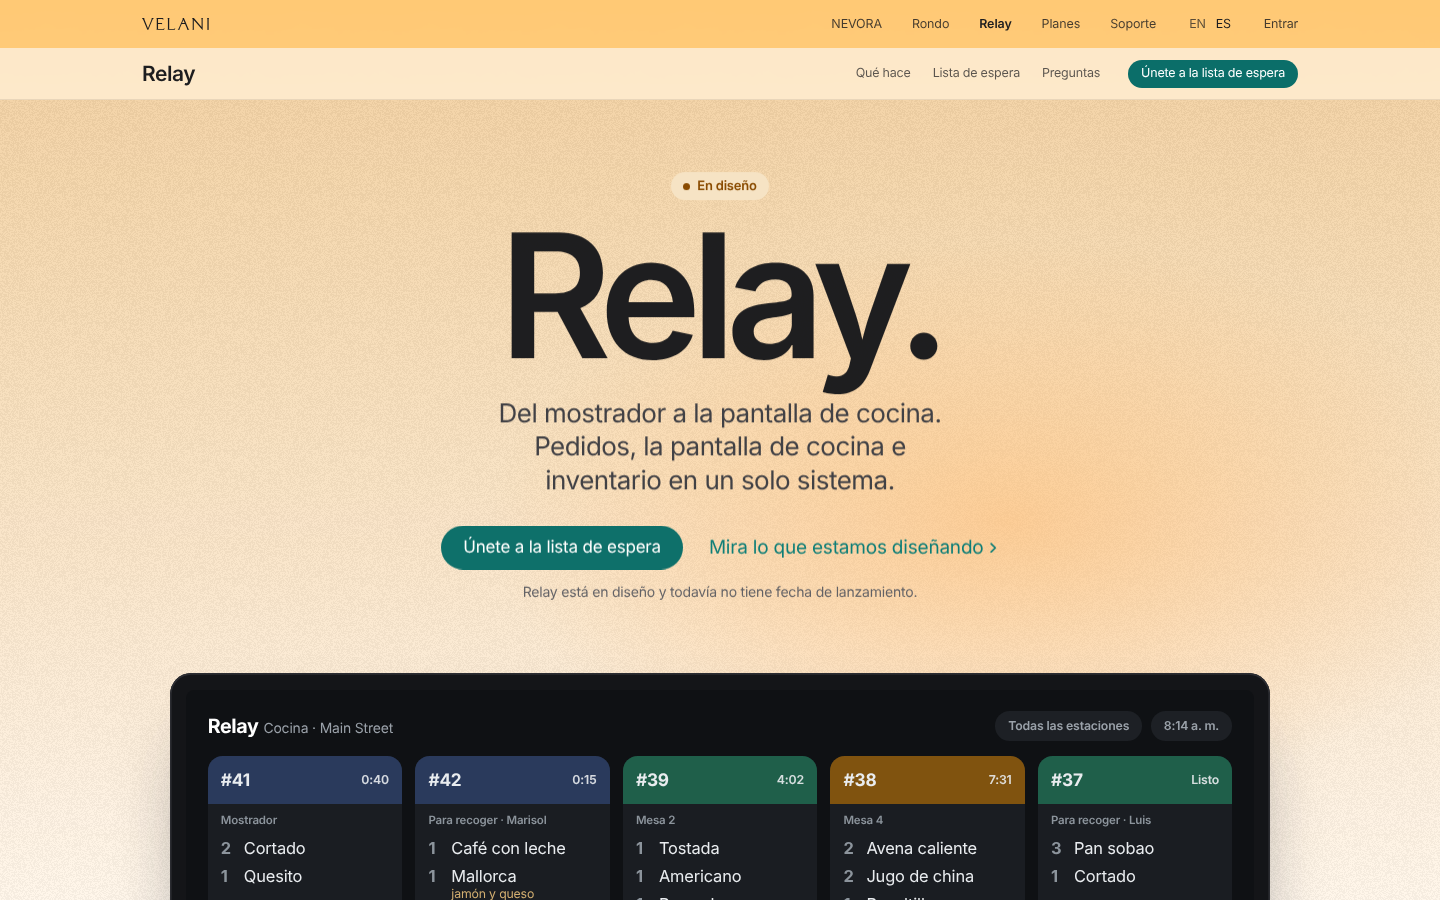 VELANI
NEVORA Rondo Relay Planes Soporte EN ES Entrar
Relay
Qué hace Lista de espera Preguntas Únete a la lista de espera
En diseño
Relay.
Del mostrador a la pantalla de cocina.
Pedidos, la pantalla de cocina e
inventario en un solo sistema.
Únete a la lista de espera Mira lo que estamos diseñando ›
Relay está en diseño y todavía no tiene fecha de lanzamiento.
Relay Cocina · Main Street
Todas las estaciones 8:14 a. m.
#41 0:40
Mostrador
2 Cortado
1 Quesito
#42 0:15
Para recoger · Marisol
1 Café con leche
1 Mallorca
jamón y queso
#39 4:02
Mesa 2
1 Tostada
1 Americano
#38 7:31
Mesa 4
2 Avena caliente
2 Jugo de china
#37 Listo
Para recoger · Luis
3 Pan sobao
1 Cortado